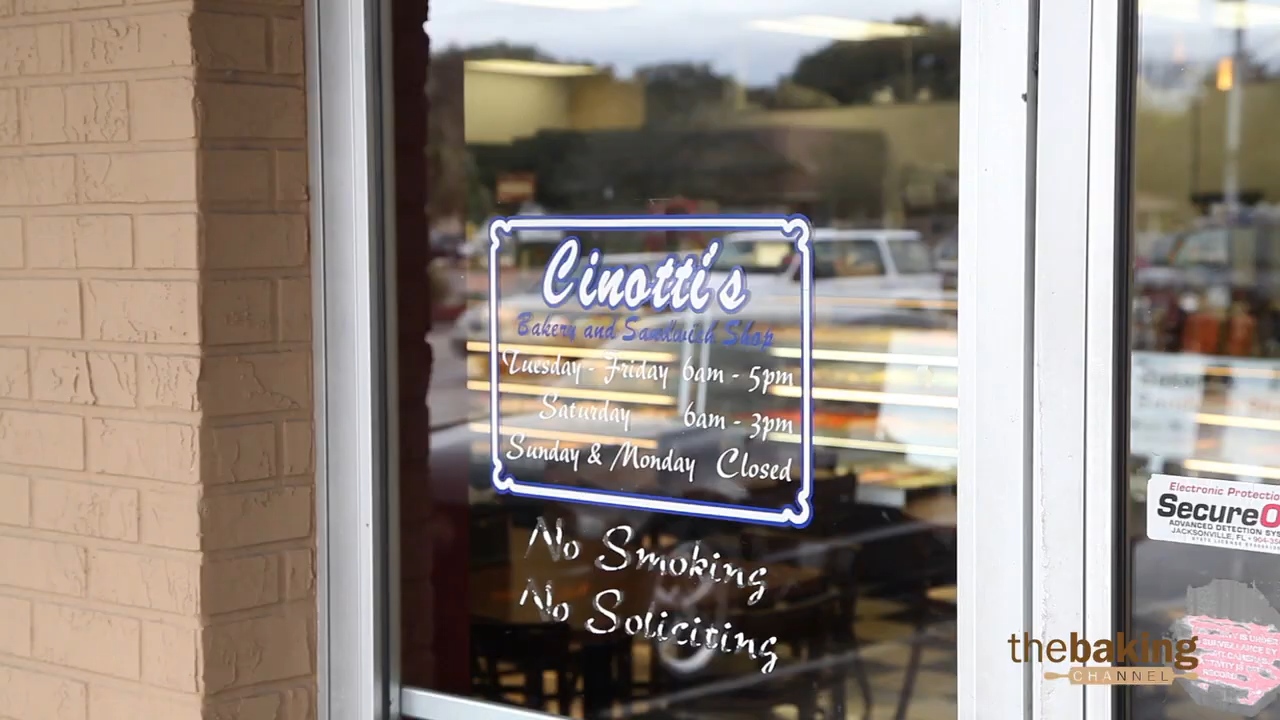 Cinotti's
Bakery and Sandwich Shop
Tuesday - Friday 6am - 5pm
Saturday 6am - 3pm
Sunday & Monday Closed
No Smoking
No Soliciting
Electronic Protectio
SecureO
ADVANCED DETECTION SYS
JACKSONVILLE, FL •
thebaking
CHANNEL